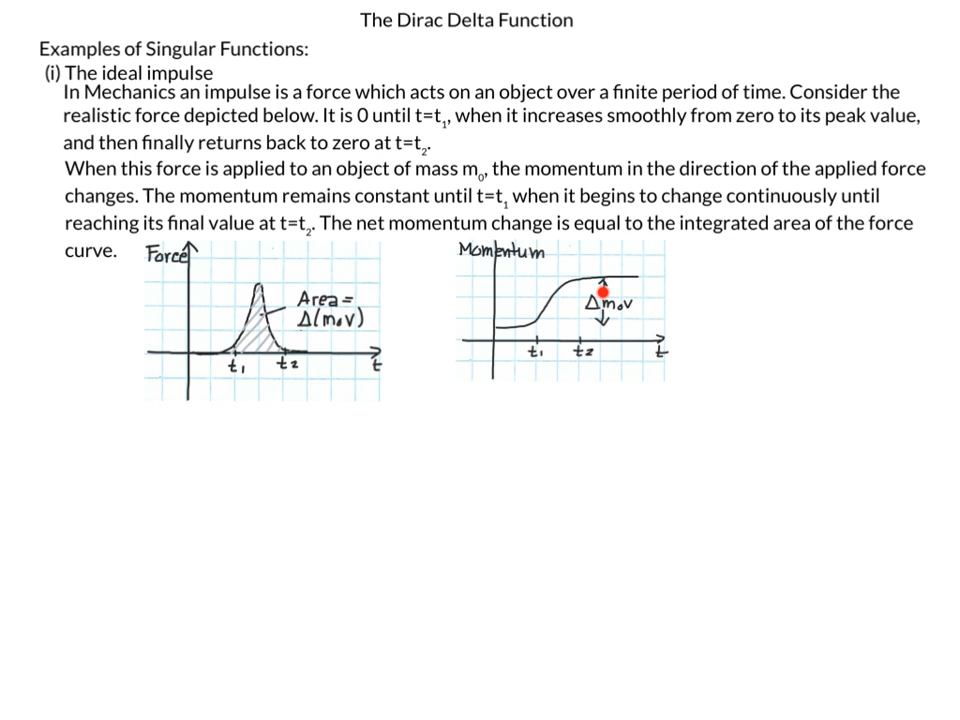 The Dirac Delta Function
Examples of Singular Functions:
(i) The ideal impulse
In Mechanics an impulse is a force which acts on an object over a finite period of time. Consider the
realistic force depicted below. It is 0 until t=t₁, when it increases smoothly from zero to its peak value,
and then finally returns back to zero at t=t₂.
When this force is applied to an object of mass m₀, the momentum in the direction of the applied force
changes. The momentum remains constant until t=t₁ when it begins to change continuously until
reaching its final value at t=t₂. The net momentum change is equal to the integrated area of the force
curve.
Force
Area =
Δ(m₀v)
t₁ t₂ t
Momentum
Δm₀v
t₁ t₂ t